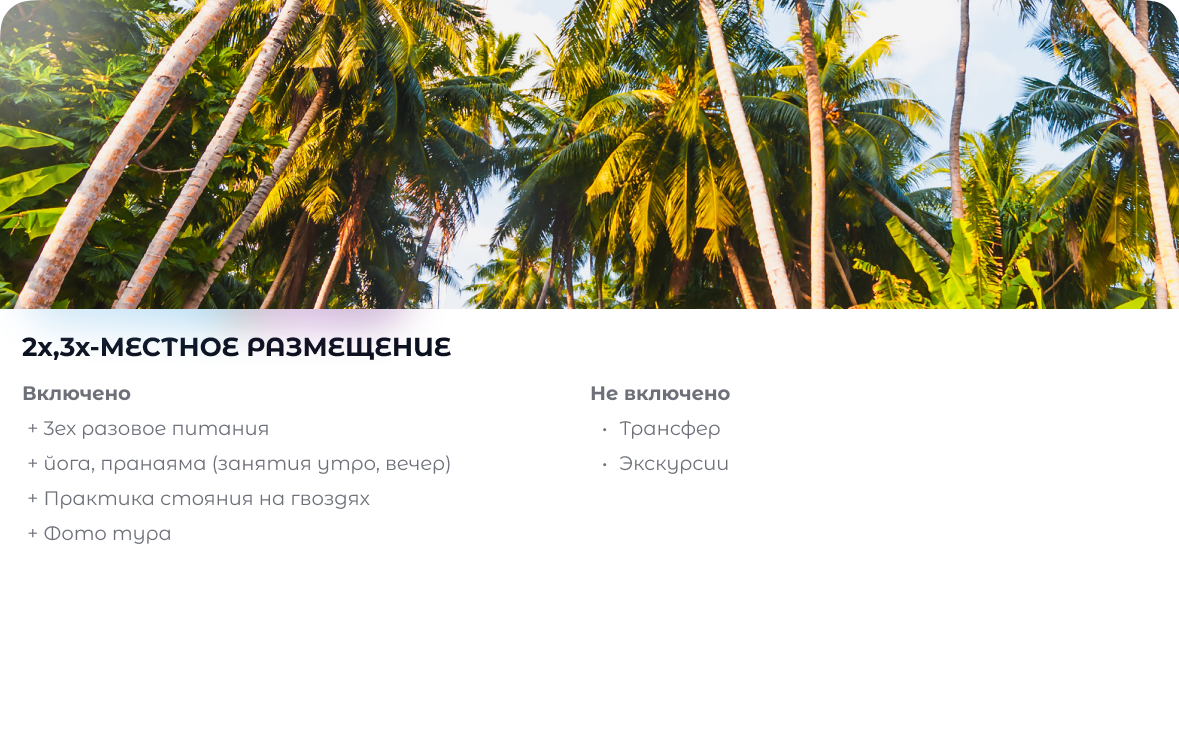 2х,3х-МЕСТНОЕ РАЗМЕЩЕНИЕ
Включено
+ 3ех разовое питания
+ йога, пранаяма (занятия утро, вечер)
+ Практика стояния на гвоздях
+ Фото тура
Не включено
• Трансфер
• Экскурсии